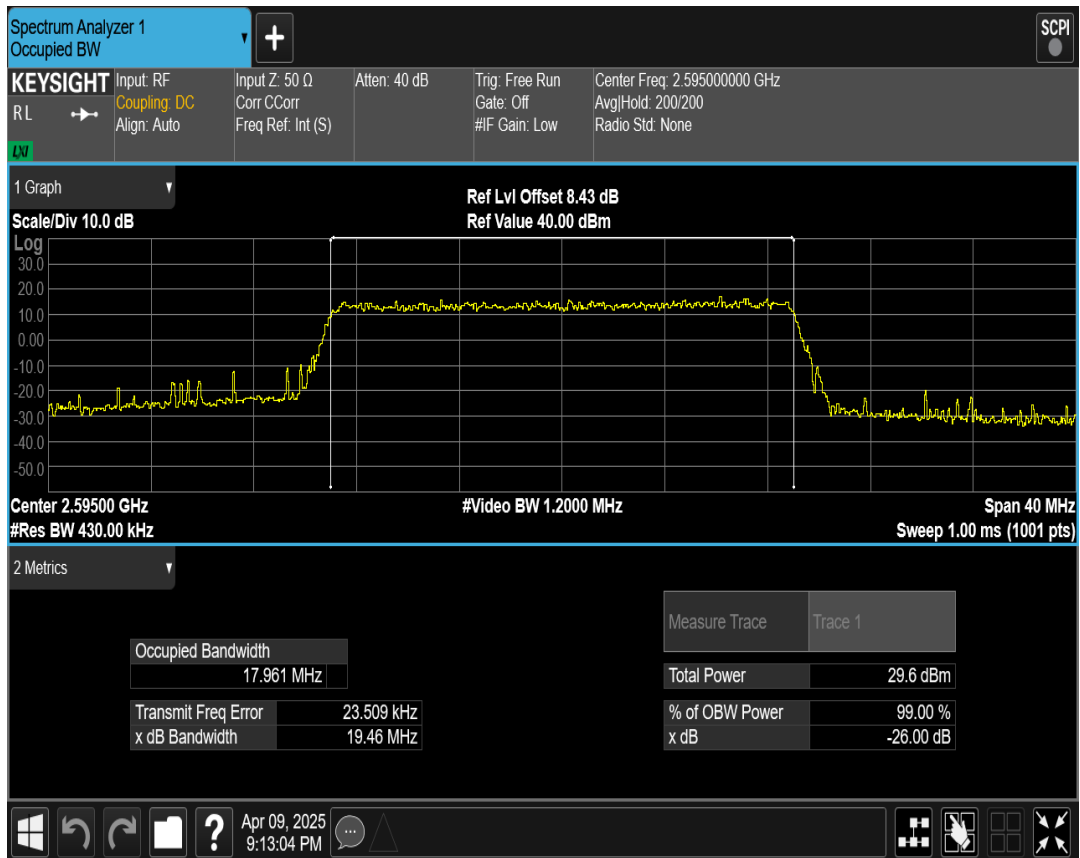 Spectrum Analyzer 1
Occupied BW
+
SCPI
KEYSIGHT
RL
LXI
Input: RF
Coupling: DC
Align: Auto
Input Z: 50 Ω
Corr CCorr
Freq Ref: Int (S)
Atten: 40 dB
Trig: Free Run
Gate: Off
#IF Gain: Low
Center Freq: 2.595000000 GHz
Avg|Hold: 200/200
Radio Std: None
1 Graph
Scale/Div 10.0 dB
Ref Lvl Offset 8.43 dB
Ref Value 40.00 dBm
Log
30.0
20.0
10.0
0.00
-10.0
-20.0
-30.0
-40.0
-50.0
Center 2.59500 GHz
#Res BW 430.00 kHz
#Video BW 1.2000 MHz
Span 40 MHz
Sweep 1.00 ms (1001 pts)
2 Metrics
Measure Trace Trace 1
Occupied Bandwidth
17.961 MHz
Total Power 29.6 dBm
Transmit Freq Error 23.509 kHz
x dB Bandwidth 19.46 MHz
% of OBW Power 99.00 %
x dB -26.00 dB
?
Apr 09, 2025
9:13:04 PM